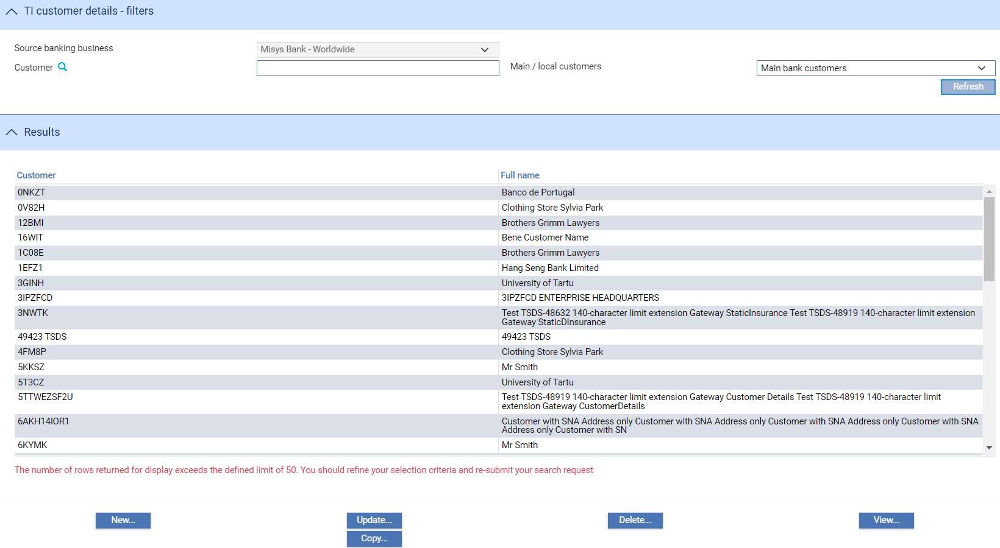 TI customer details - filters
Source banking business
Misys Bank - Worldwide
Customer
Main / local customers
Main bank customers
Refresh
Results
Customer Full name
0NKZT Banco de Portugal
0V82H Clothing Store Sylvia Park
12BMI Brothers Grimm Lawyers
16WIT Bene Customer Name
1C08E Brothers Grimm Lawyers
1EFZ1 Hang Seng Bank Limited
3GINH University of Tartu
3IPZFCD 3IPZFCD ENTERPRISE HEADQUARTERS
3NWTK Test TSDS-48632 140-character limit extension Gateway StaticInsurance Test TSDS-48919 140-character limit extension
Gateway StaticDInsurance
49423 TSDS 49423 TSDS
4FM8P Clothing Store Sylvia Park
5KKSZ Mr Smith
5T3CZ University of Tartu
5TTWEZSF2U Test TSDS-48919 140-character limit extension Gateway Customer Details Test TSDS-48919 140-character limit
extension Gateway CustomerDetails
6AKH14IOR1 Customer with SNA Address only Customer with SNA Address only Customer with SNA Address only Customer with SNA
Address only Customer with SN
6KYMK Mr Smith
The number of rows returned for display exceeds the defined limit of 50. You should refine your selection criteria and re-submit your search request
New... Update... Delete... View...
Copy...